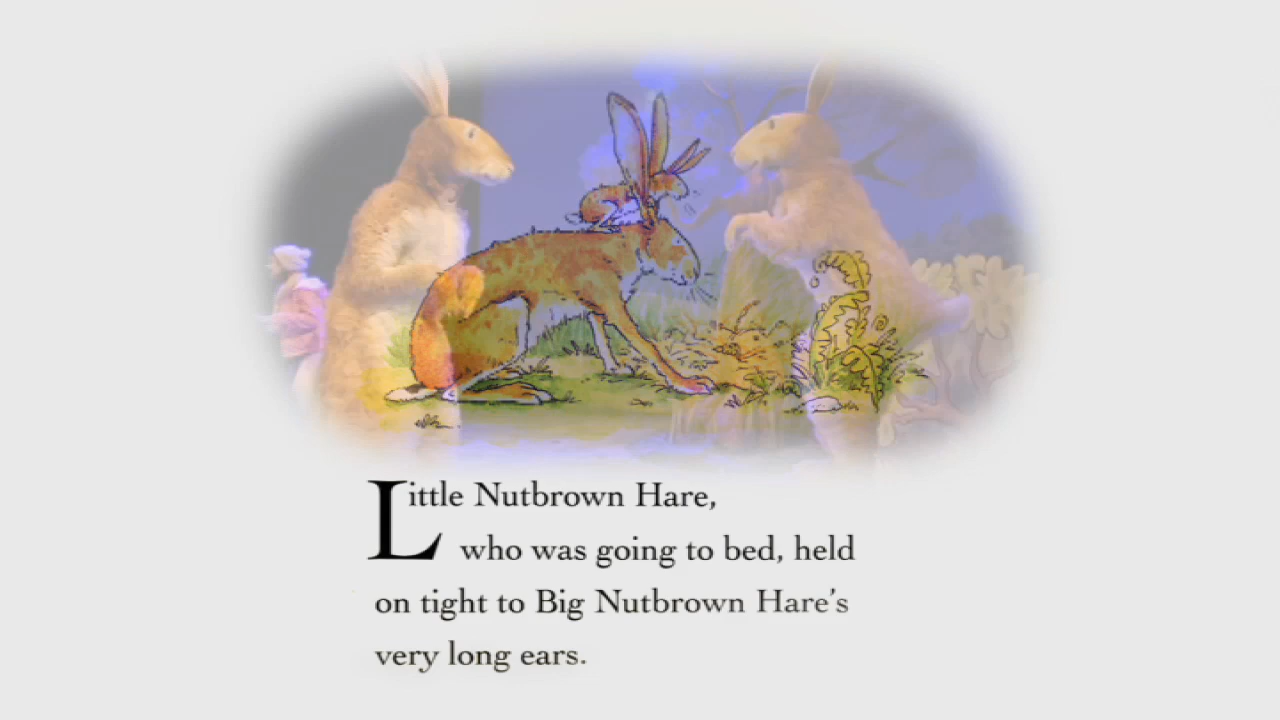 Little Nutbrown Hare,
who was going to bed, held
on tight to Big Nutbrown Hare's
very long ears.